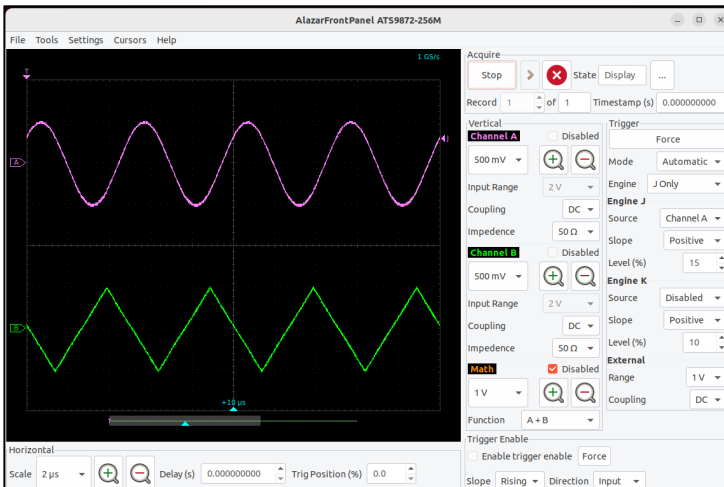 AlazarFrontPanel ATS9872-256M
File Tools Settings Cursors Help
1 GS/s
T
A
J
B
+10 µs
T
Acquire
Stop State Display ...
Record 1 of 1 Timestamp (s) 0.000000000
Vertical
Channel A Disabled
500 mV
Input Range 2 V
Coupling DC
Impedance 50 Ω
Channel B Disabled
500 mV
Input Range 2 V
Coupling DC
Impedance 50 Ω
Math Disabled
1 V
Function A + B
Trigger
Force
Mode Automatic
Engine J Only
Engine J
Source Channel A
Slope Positive
Level (%) 15
Engine K
Source Disabled
Slope Positive
Level (%) 10
External
Range 1 V
Coupling DC
Trigger Enable
Enable trigger enable Force
Slope Rising Direction Input
Horizontal
Scale 2 µs Delay (s) 0.000000000 Trig Position (%) 0.0